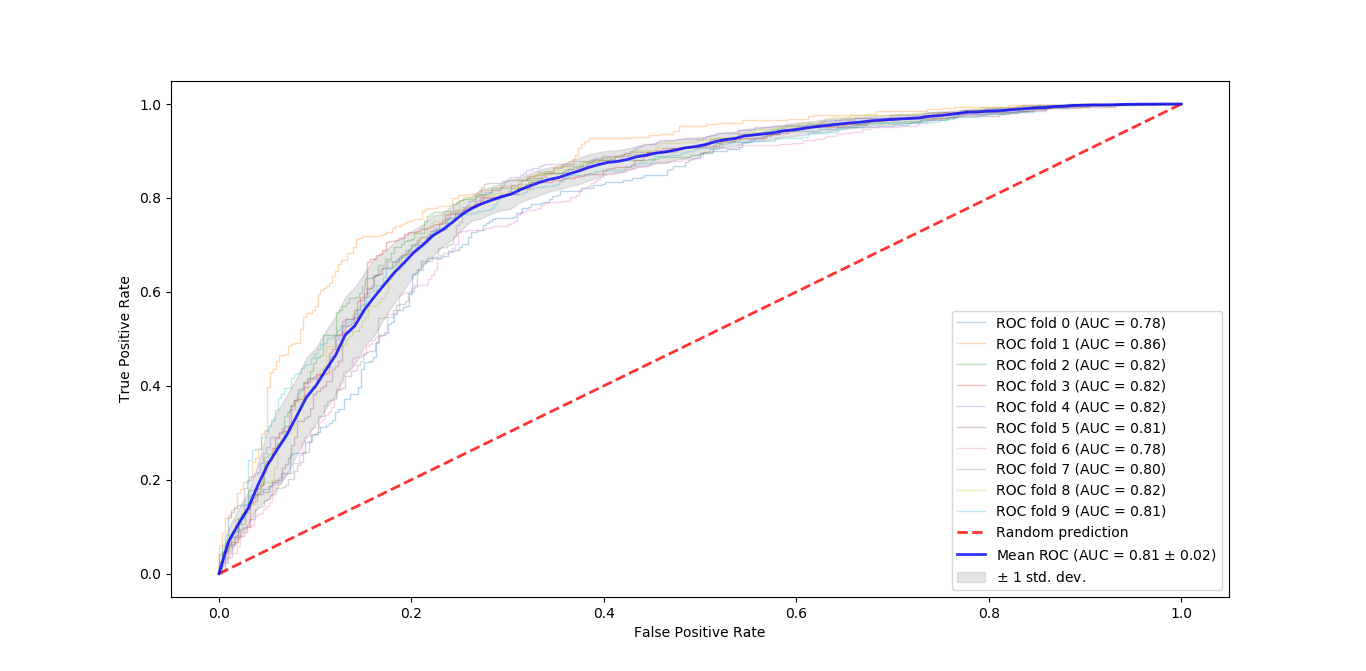 1.0
0.8
0.6
0.4
0.2
0.0
True Positive Rate
0.0 0.2 0.4 0.6 0.8 1.0
False Positive Rate
ROC fold 0 (AUC = 0.78)
ROC fold 1 (AUC = 0.86)
ROC fold 2 (AUC = 0.82)
ROC fold 3 (AUC = 0.82)
ROC fold 4 (AUC = 0.82)
ROC fold 5 (AUC = 0.81)
ROC fold 6 (AUC = 0.78)
ROC fold 7 (AUC = 0.80)
ROC fold 8 (AUC = 0.82)
ROC fold 9 (AUC = 0.81)
Random prediction
Mean ROC (AUC = 0.81 ± 0.02)
± 1 std. dev.